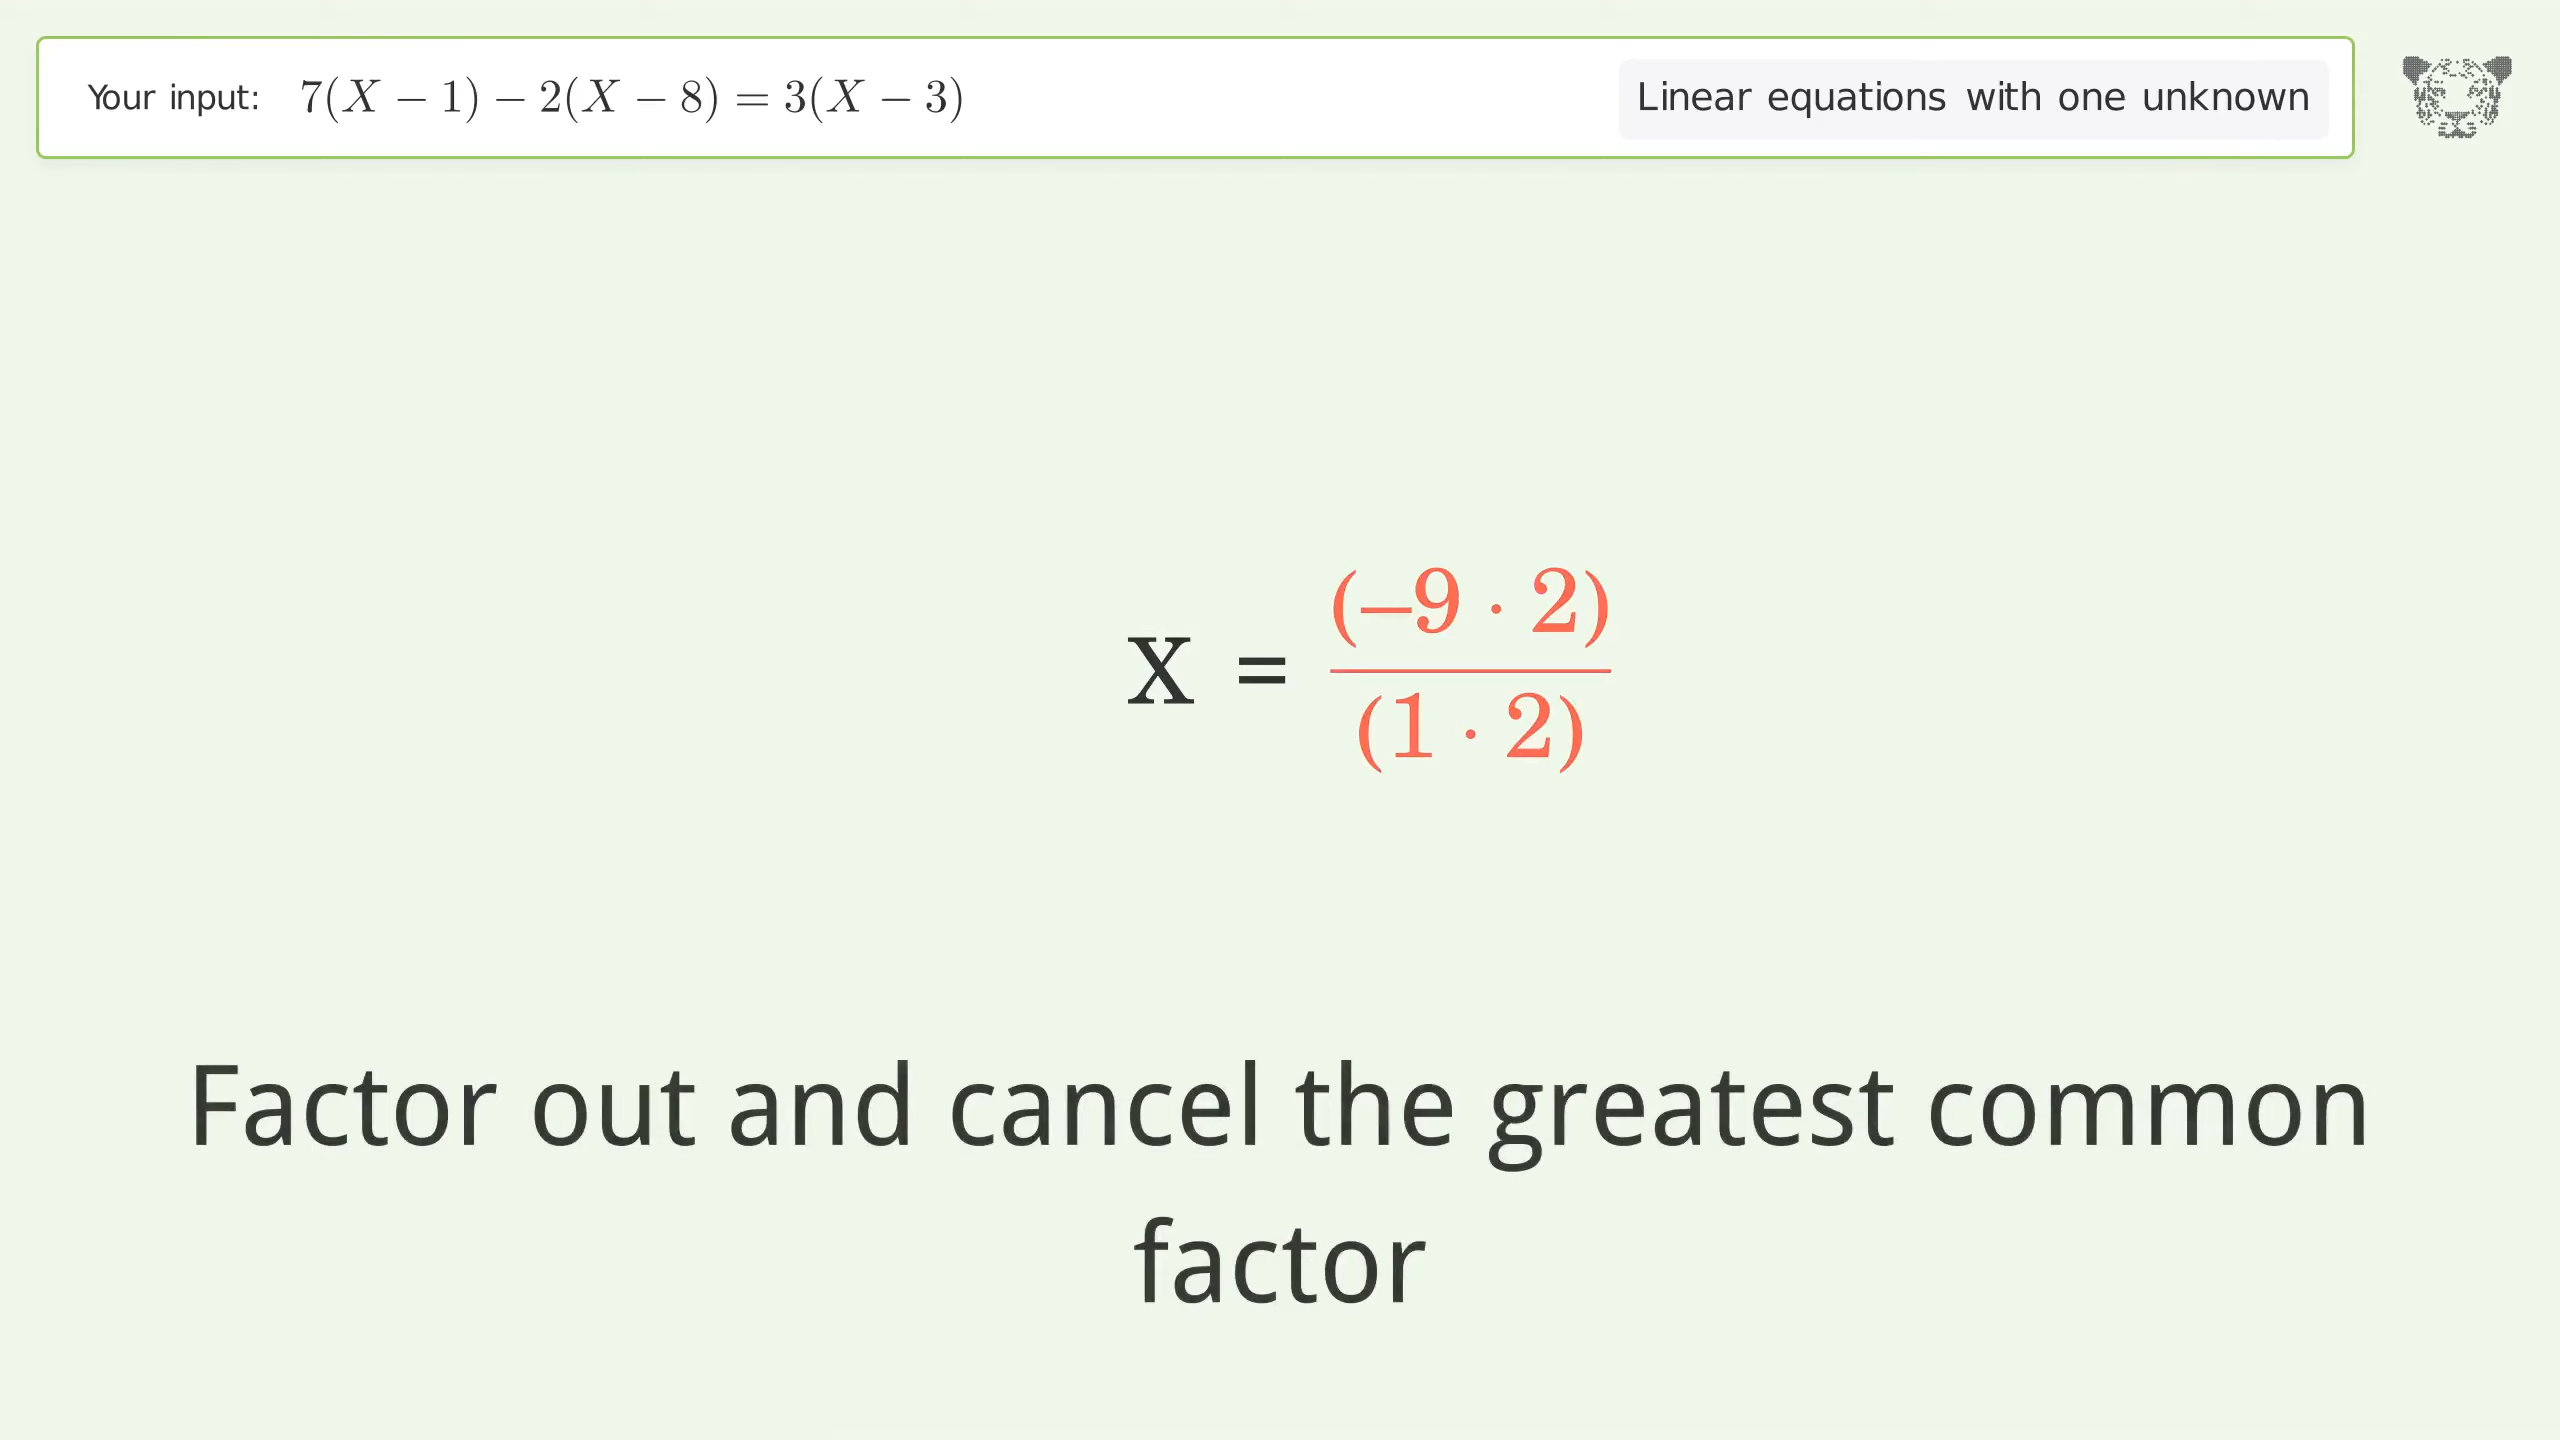 Your input: 7(X − 1) − 2(X − 8) = 3(X − 3)
Linear equations with one unknown
x = (−9 · 2)
(1 · 2)
Factor out and cancel the greatest common
factor